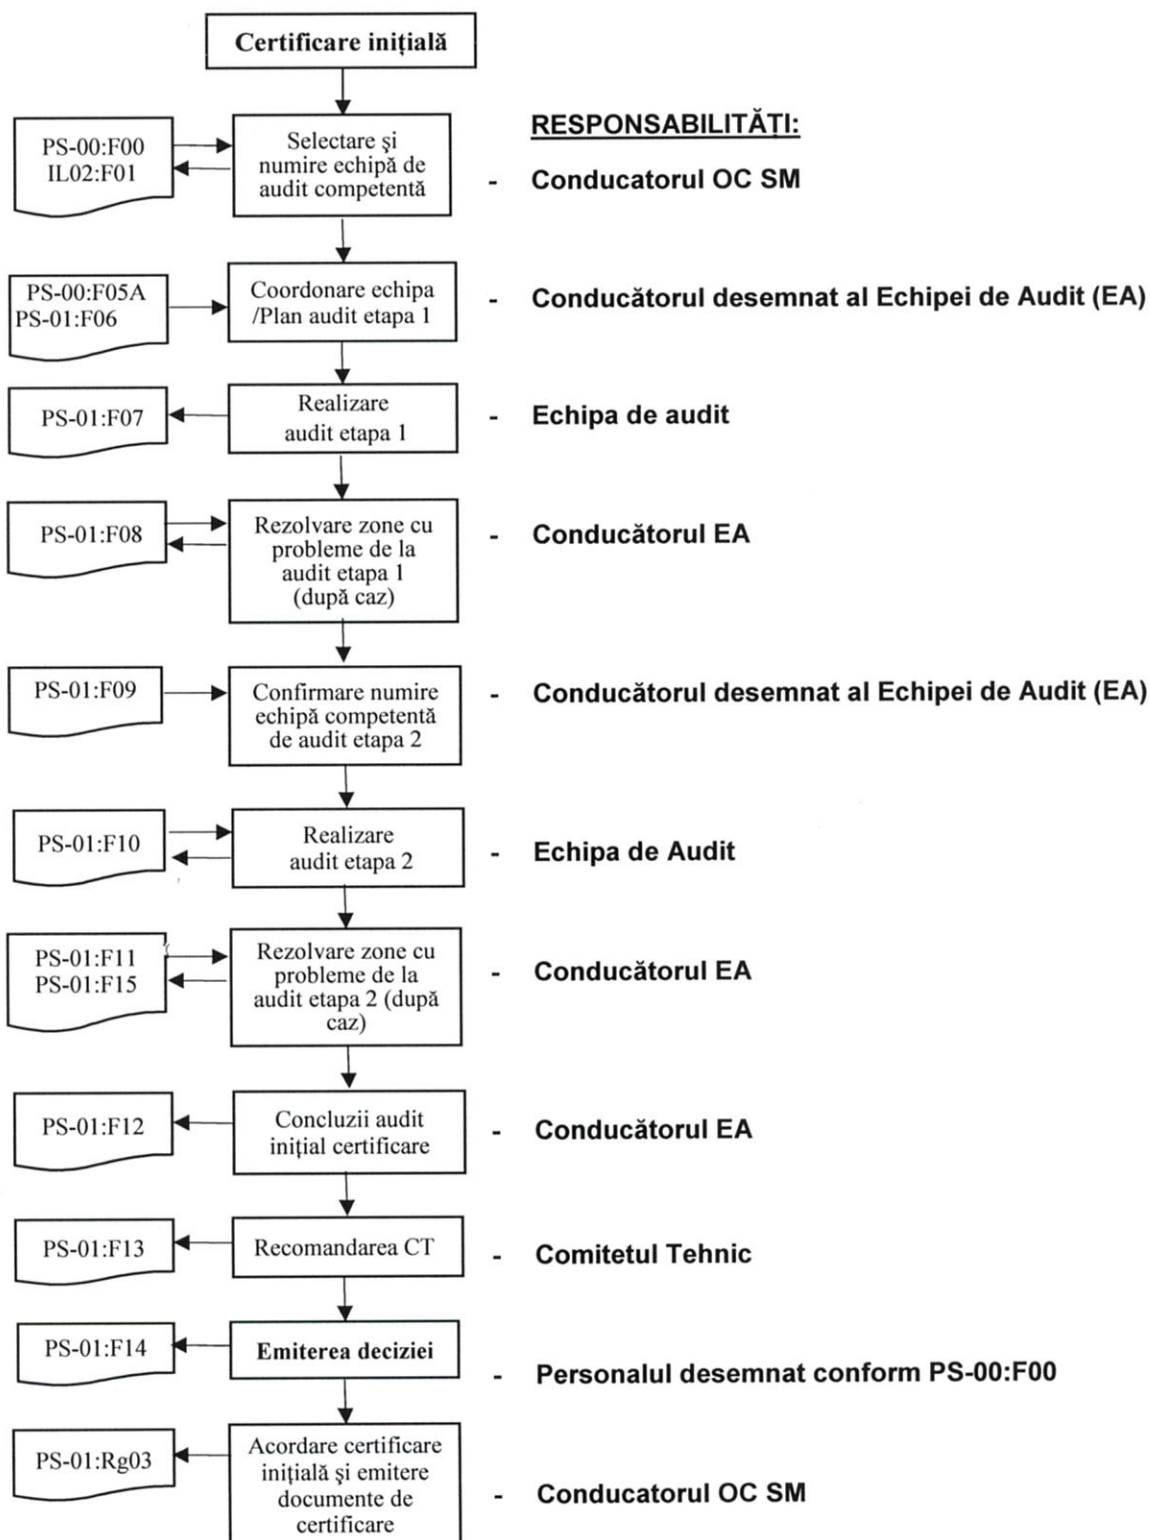 Certificare inițială
RESPONSABILITĂȚI:
PS-00:F00
IL02:F01
Selectare şi
numire echipă de
audit competentă
- Conducatorul OC SM
PS-00:F05A
PS-01:F06
Coordonare echipa
/Plan audit etapa 1
- Conducătorul desemnat al Echipei de Audit (EA)
PS-01:F07
Realizare
audit etapa 1
- Echipa de audit
PS-01:F08
Rezolvare zone cu
probleme de la
audit etapa 1
(după caz)
- Conducătorul EA
PS-01:F09
Confirmare numire
echipă competentă
de audit etapa 2
- Conducătorul desemnat al Echipei de Audit (EA)
PS-01:F10
Realizare
audit etapa 2
- Echipa de Audit
PS-01:F11
PS-01:F15
Rezolvare zone cu
probleme de la
audit etapa 2 (după
caz)
- Conducătorul EA
PS-01:F12
Concluzii audit
inițial certificare
- Conducătorul EA
PS-01:F13
Recomandarea CT
- Comitetul Tehnic
PS-01:F14
Emiterea deciziei
- Personalul desemnat conform PS-00:F00
PS-01:Rg03
Acordare certificare
inițială şi emitere
documente de
certificare
- Conducatorul OC SM